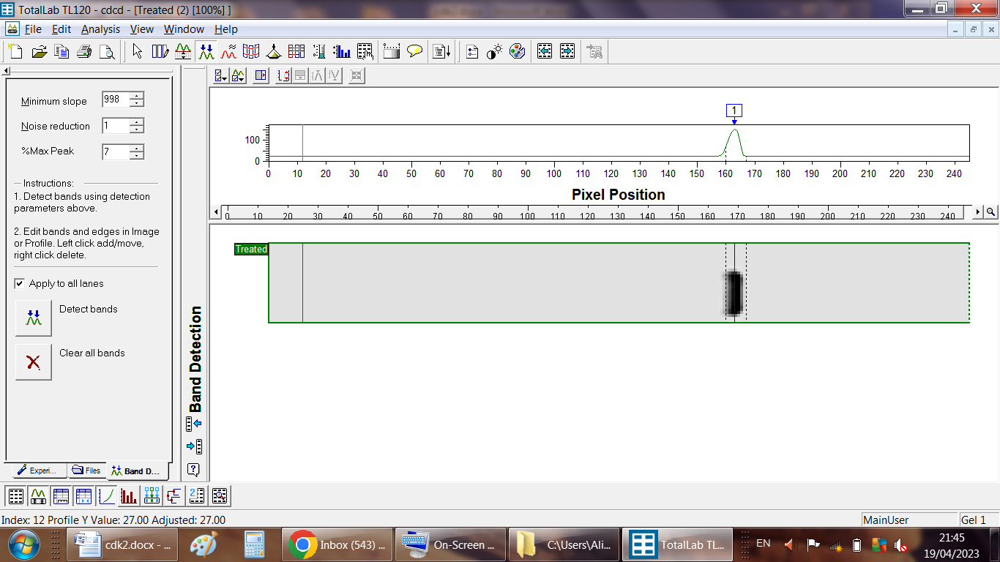 TotalLab TL120 - cdcd - [Treated (2) [100%] ]
File Edit Analysis View Window Help
Minimum slope 998
Noise reduction 1
%Max Peak 7
Instructions:
1. Detect bands using detection
parameters above.
2. Edit bands and edges in Image
or Profile. Left click add/move,
right click delete.
Apply to all lanes
Detect bands
Clear all bands
Experi... Files Band D...
Band Detection
1
100
0
0 10 20 30 40 50 60 70 80 90 100 110 120 130 140 150 160 170 180 190 200 210 220 230 240
Pixel Position
0 10 20 30 40 50 60 70 80 90 100 110 120 130 140 150 160 170 180 190 200 210 220 230 240
Treated
Index: 12 Profile Y Value: 27.00 Adjusted: 27.00
MainUser
Gel 1
cdk2.docx - ...
Inbox (543) ...
On-Screen ...
C:\Users\Ali...
TotalLab TL...
EN
21:45
19/04/2023